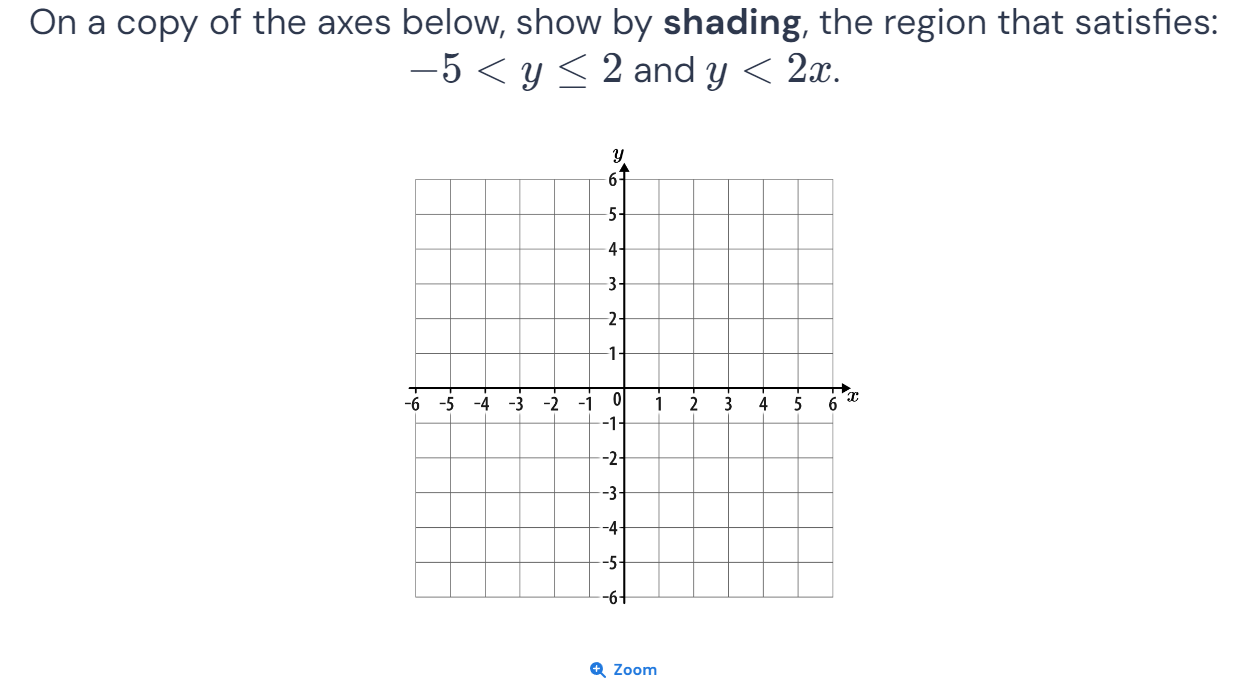 On a copy of the axes below, show by shading, the region that satisfies:
−5 < y ≤ 2 and y < 2x.
y
6
5
4
3
2
1
-6 -5 -4 -3 -2 -1 0 1 2 3 4 5 6 x
-1
-2
-3
-4
-5
-6
Zoom